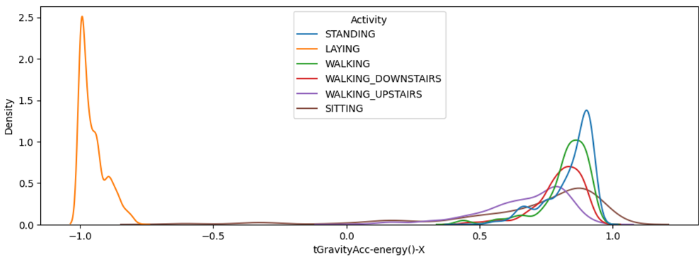 Activity
STANDING
LAYING
WALKING
WALKING_DOWNSTAIRS
WALKING_UPSTAIRS
SITTING
Density
2.5
2.0
1.5
1.0
0.5
0.0
−1.0 −0.5 0.0 0.5 1.0
tGravityAcc-energy()-X